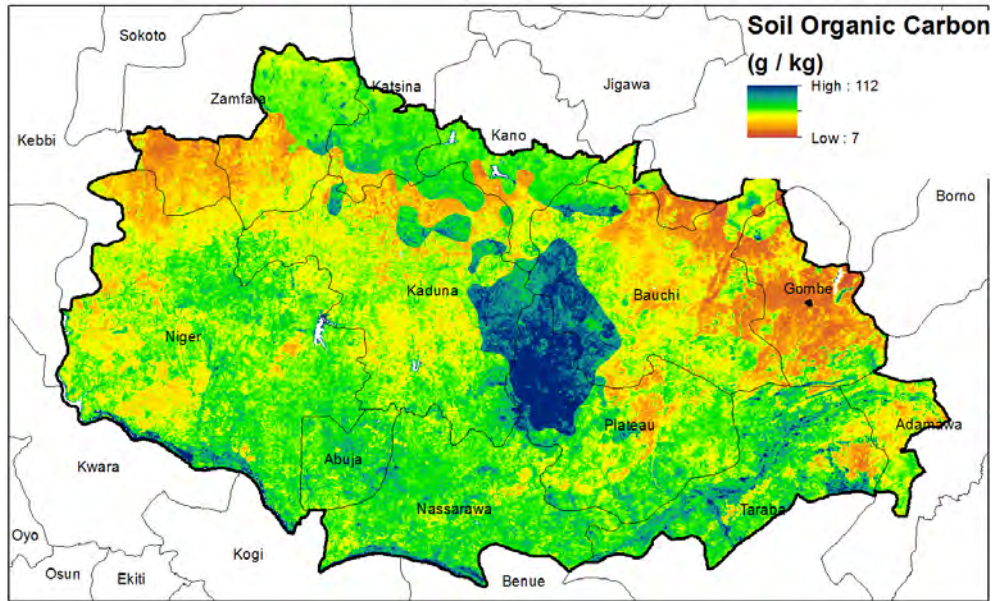 Soil Organic Carbon
(g / kg)
High : 112
Low : 7
Sokoto
Katsina
Jigawa
Zamfara
Kebbi
Kano
Borno
Kaduna
Bauchi
Gombe
Niger
Plateau
Adamawa
Kwara
Abuja
Nassarawa
Taraba
Oyo
Kogi
Osun
Ekiti
Benue